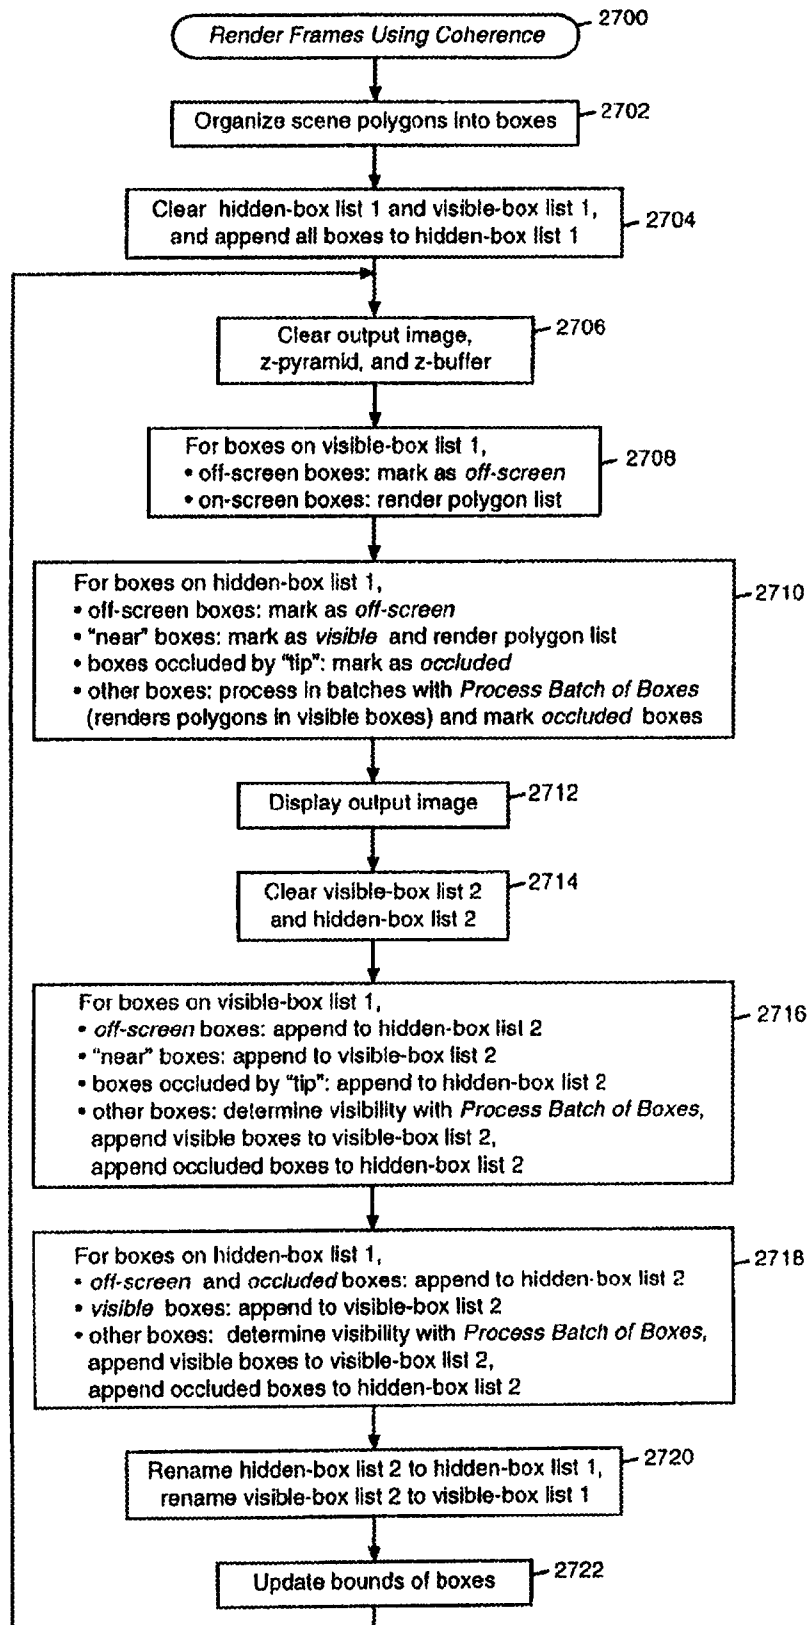 Render Frames Using Coherence
2700
Organize scene polygons into boxes
2702
Clear hidden-box list 1 and visible-box list 1,
and append all boxes to hidden-box list 1
2704
Clear output image,
z-pyramid, and z-buffer
2706
For boxes on visible-box list 1,
• off-screen boxes: mark as off-screen
• on-screen boxes: render polygon list
2708
For boxes on hidden-box list 1,
• off-screen boxes: mark as off-screen
• "near" boxes: mark as visible and render polygon list
• boxes occluded by "tip": mark as occluded
• other boxes: process in batches with Process Batch of Boxes
(renders polygons in visible boxes) and mark occluded boxes
2710
Display output image
2712
Clear visible-box list 2
and hidden-box list 2
2714
For boxes on visible-box list 1,
• off-screen boxes: append to hidden-box list 2
• "near" boxes: append to visible-box list 2
• boxes occluded by "tip": append to hidden-box list 2
• other boxes: determine visibility with Process Batch of Boxes,
append visible boxes to visible-box list 2,
append occluded boxes to hidden-box list 2
2716
For boxes on hidden-box list 1,
• off-screen and occluded boxes: append to hidden-box list 2
• visible boxes: append to visible-box list 2
• other boxes: determine visibility with Process Batch of Boxes,
append visible boxes to visible-box list 2,
append occluded boxes to hidden-box list 2
2718
Rename hidden-box list 2 to hidden-box list 1,
rename visible-box list 2 to visible-box list 1
2720
Update bounds of boxes
2722